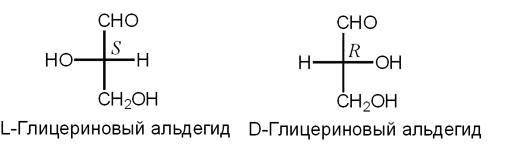 CHO CHO
S R
HO H H OH
CH₂OH CH₂OH
L-Глицериновый альдегид D-Глицериновый альдегид